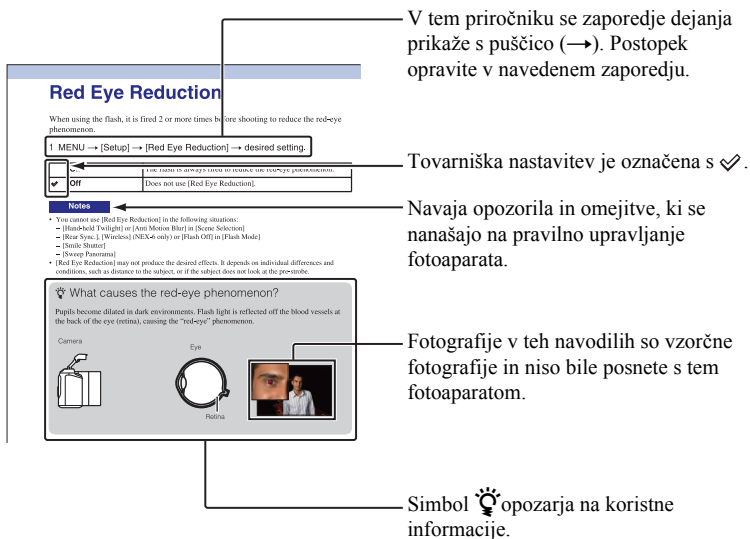 V tem priročniku se zaporedje dejanja
prikaže s puščico (→). Postopek
opravite v navedenem zaporedju.
Red Eye Reduction
When using the flash, it is fired 2 or more times before shooting to reduce the red-eye
phenomenon.
1 MENU → [Setup] → [Red Eye Reduction] → desired setting.
On The flash is always fired to reduce the red-eye phenomenon.
✔ Off Does not use [Red Eye Reduction].
Tovarniška nastavitev je označena s ✔.
Notes
• You cannot use [Red Eye Reduction] in the following situations:
– [Hand-held Twilight] or [Anti Motion Blur] in [Scene Selection]
– [Rear Sync.], [Wireless] (NEX-6 only) or [Flash Off] in [Flash Mode]
– [Smile Shutter]
– [Sweep Panorama]
• [Red Eye Reduction] may not produce the desired effects. It depends on individual differences and
conditions, such as distance to the subject, or if the subject does not look at the pre-strobe.
Navaja opozorila in omejitve, ki se
nanašajo na pravilno upravljanje
fotoaparata.
What causes the red-eye phenomenon?
Pupils become dilated in dark environments. Flash light is reflected off the blood vessels at
the back of the eye (retina), causing the “red-eye” phenomenon.
Camera
Eye
Retina
Fotografije v teh navodilih so vzorčne
fotografije in niso bile posnete s tem
fotoaparatom.
Simbol opozarja na koristne
informacije.